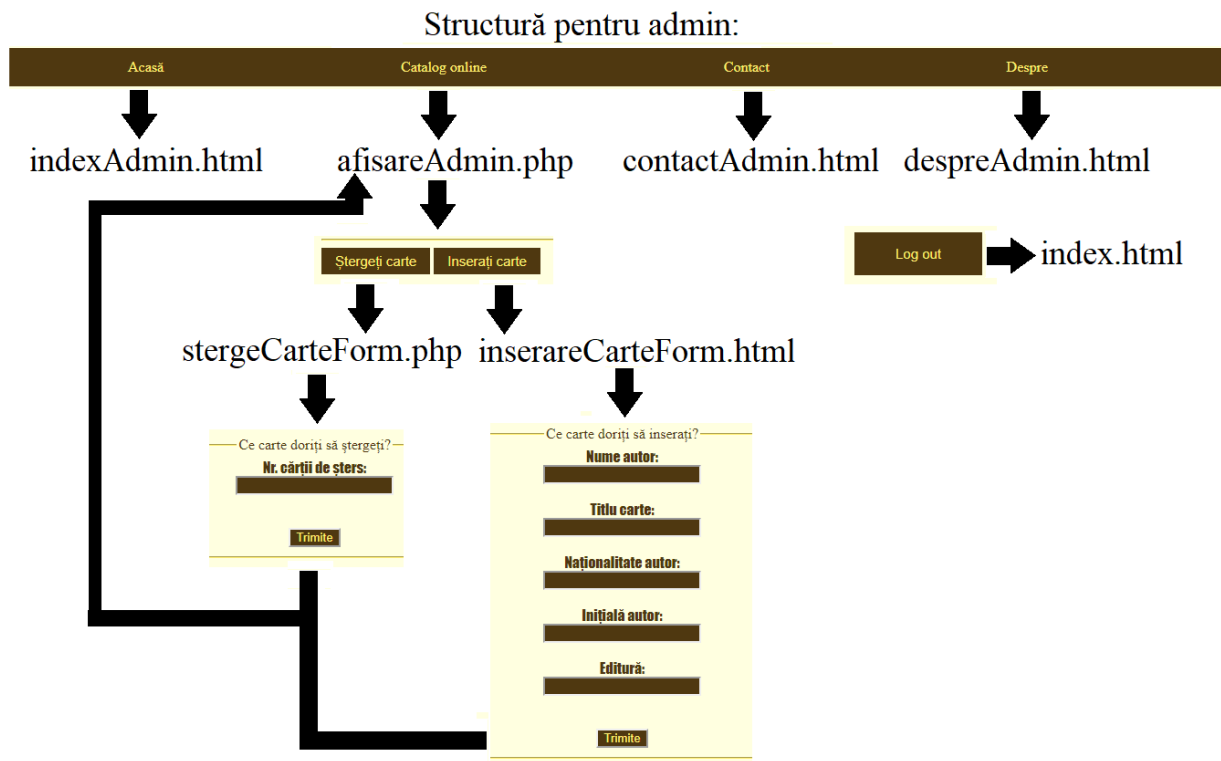 Structură pentru admin:
Acasă Catalog online Contact Despre
indexAdmin.html afisareAdmin.php contactAdmin.html despreAdmin.html
Ștergeți carte Inserați carte
Log out index.html
stergeCarteForm.php inserareCarteForm.html
Ce carte doriți să ștergeți?
Nr. cărții de șters:
Trimite
Ce carte doriți să inserați?
Nume autor:
Titlu carte:
Naționalitate autor:
Inițială autor:
Editură:
Trimite